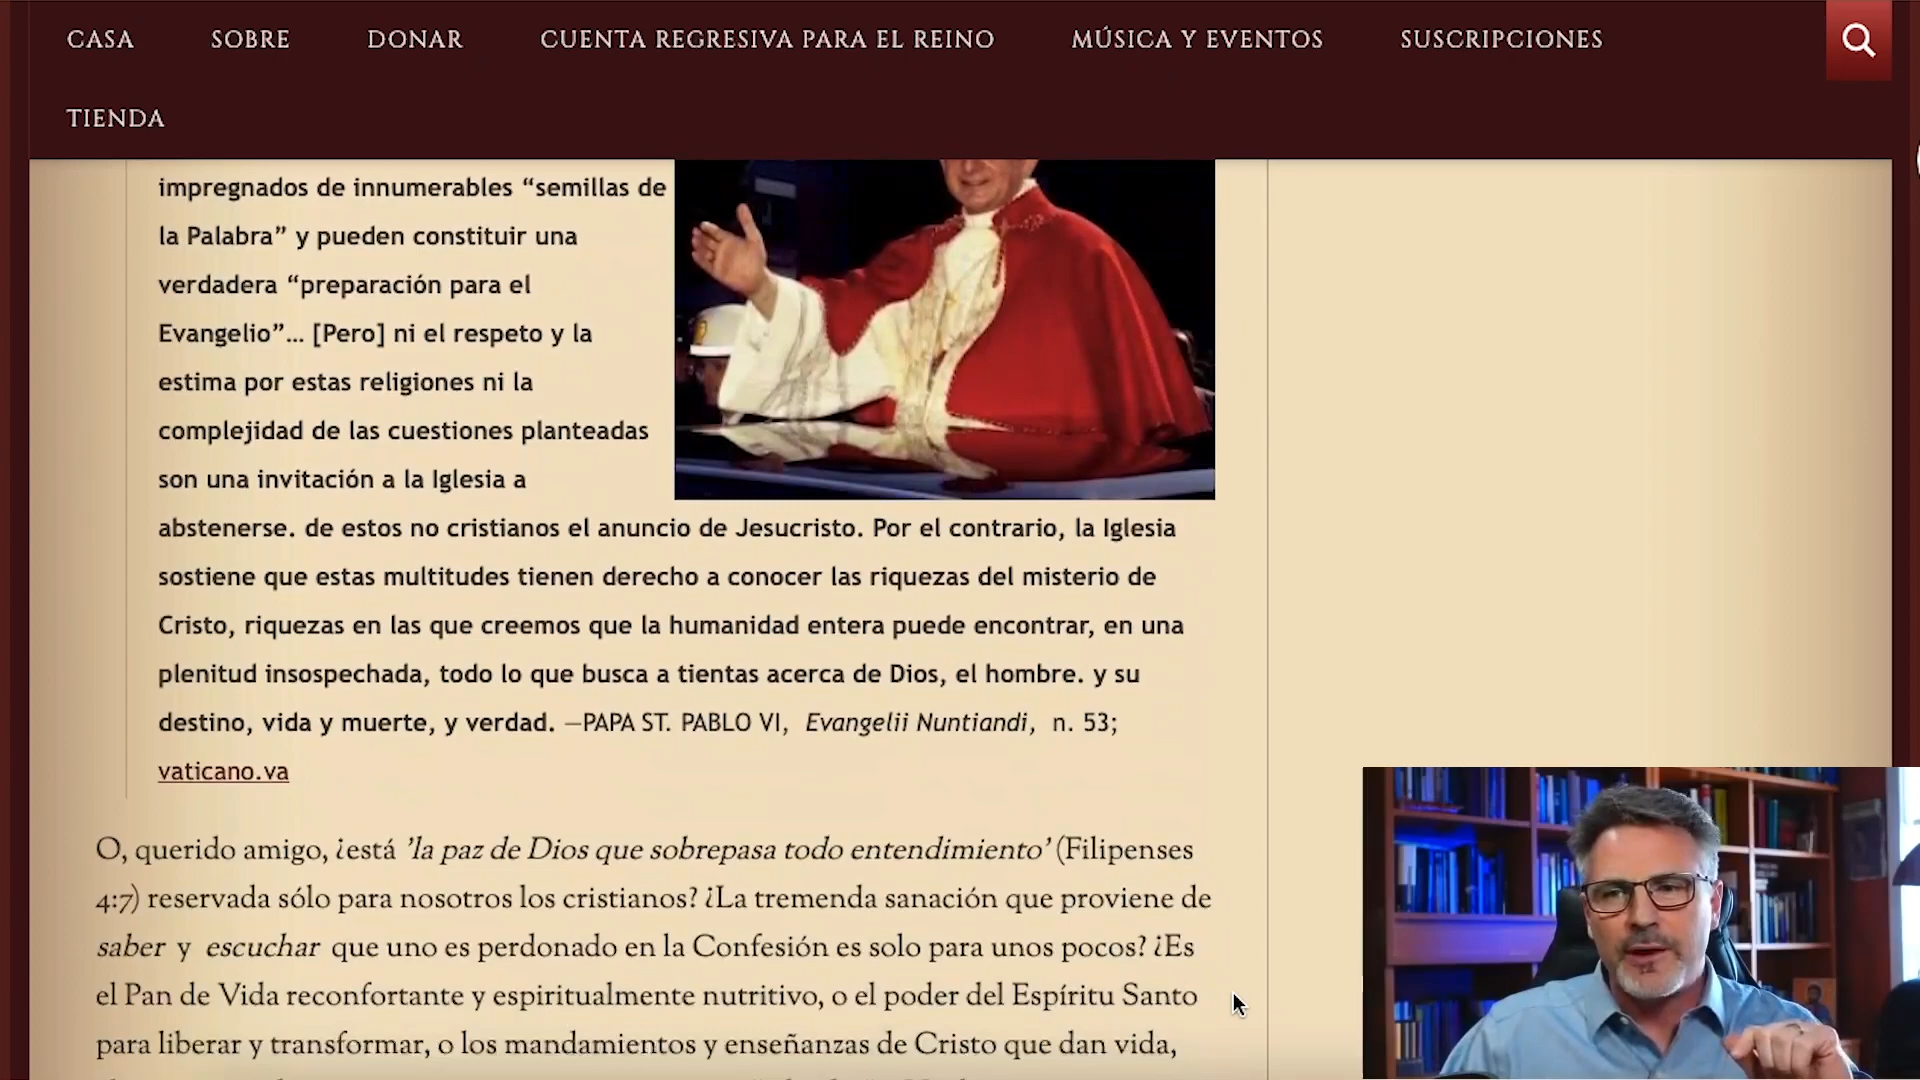 CASA SOBRE DONAR CUENTA REGRESIVA PARA EL REINO MÚSICA Y EVENTOS SUSCRIPCIONES
TIENDA
impregnados de innumerables “semillas de
la Palabra” y pueden constituir una
verdadera “preparación para el
Evangelio”... [Pero] ni el respeto y la
estima por estas religiones ni la
complejidad de las cuestiones planteadas
son una invitación a la Iglesia a
abstenerse. de estos no cristianos el anuncio de Jesucristo. Por el contrario, la Iglesia
sostiene que estas multitudes tienen derecho a conocer las riquezas del misterio de
Cristo, riquezas en las que creemos que la humanidad entera puede encontrar, en una
plenitud insospechada, todo lo que busca a tientas acerca de Dios, el hombre. y su
destino, vida y muerte, y verdad. —PAPA ST. PABLO VI, Evangelii Nuntiandi, n. 53;
vaticano.va
O, querido amigo, ¿está 'la paz de Dios que sobrepasa todo entendimiento' (Filipenses
4:7) reservada sólo para nosotros los cristianos? ¿La tremenda sanación que proviene de
saber y escuchar que uno es perdonado en la Confesión es solo para unos pocos? ¿Es
el Pan de Vida reconfortante y espiritualmente nutritivo, o el poder del Espíritu Santo
para liberar y transformar, o los mandamientos y enseñanzas de Cristo que dan vida,